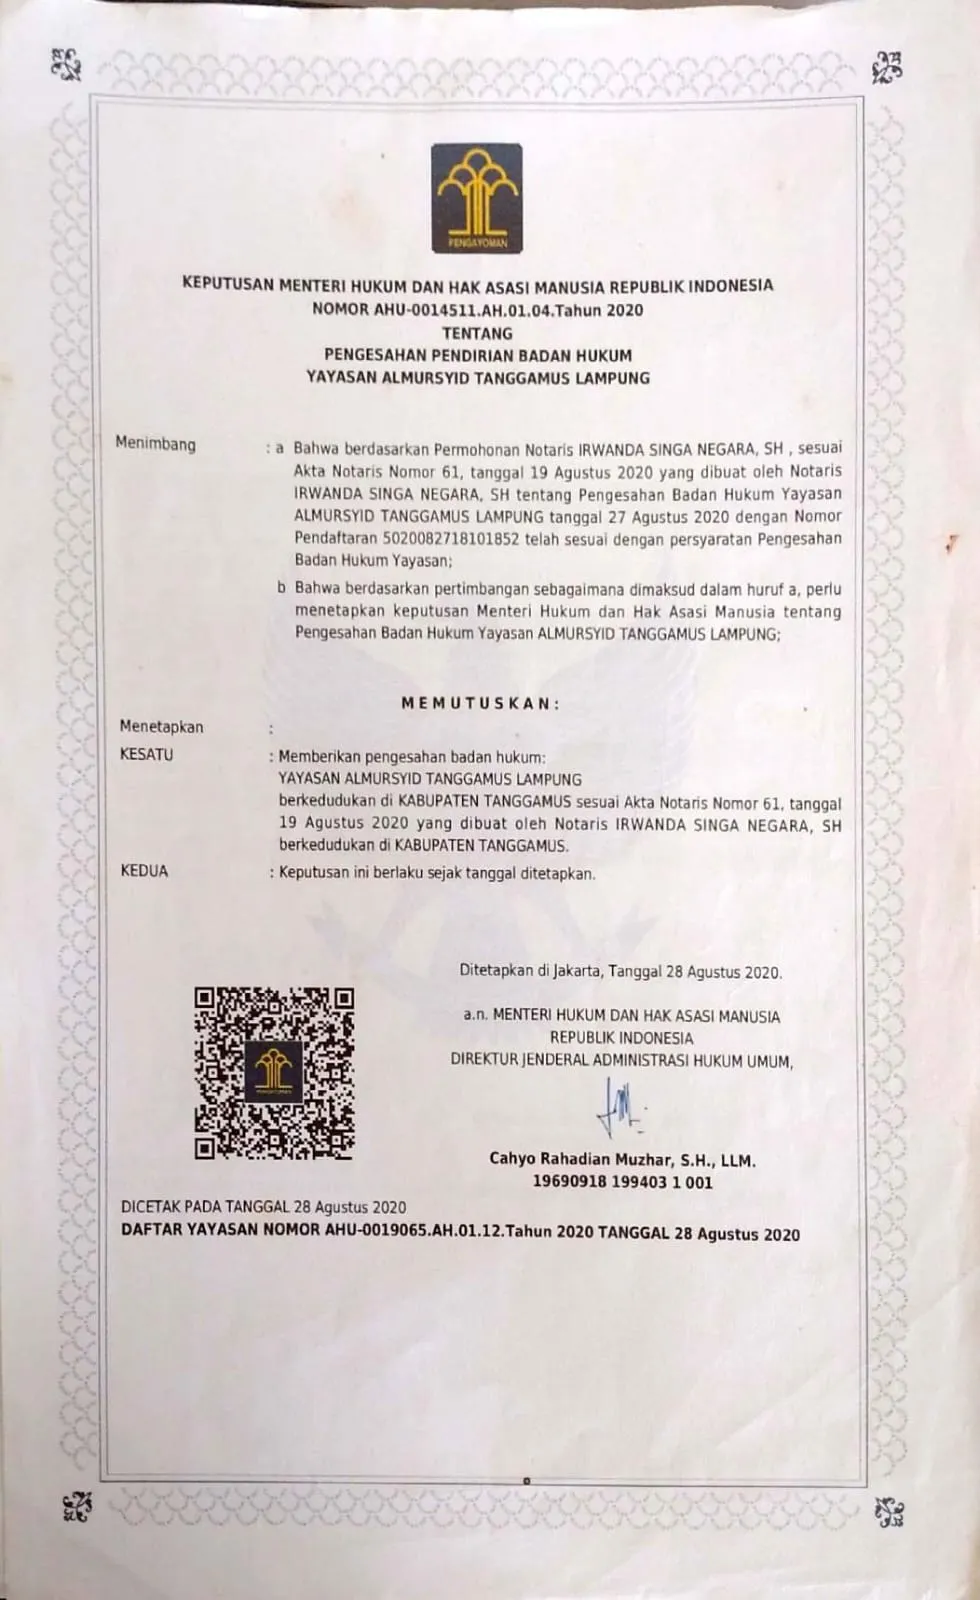 PENGAYOMAN
KEPUTUSAN MENTERI HUKUM DAN HAK ASASI MANUSIA REPUBLIK INDONESIA
NOMOR AHU-0014511.AH.01.04.Tahun 2020
TENTANG
PENGESAHAN PENDIRIAN BADAN HUKUM
YAYASAN ALMURSYID TANGGAMUS LAMPUNG
Menimbang : a Bahwa berdasarkan Permohonan Notaris IRWANDA SINGA NEGARA, SH , sesuai
Akta Notaris Nomor 61, tanggal 19 Agustus 2020 yang dibuat oleh Notaris
IRWANDA SINGA NEGARA, SH tentang Pengesahan Badan Hukum Yayasan
ALMURSYID TANGGAMUS LAMPUNG tanggal 27 Agustus 2020 dengan Nomor
Pendaftaran 5020082718101852 telah sesuai dengan persyaratan Pengesahan
Badan Hukum Yayasan;
b Bahwa berdasarkan pertimbangan sebagaimana dimaksud dalam huruf a, perlu
menetapkan keputusan Menteri Hukum dan Hak Asasi Manusia tentang
Pengesahan Badan Hukum Yayasan ALMURSYID TANGGAMUS LAMPUNG;
M E M U T U S K A N :
Menetapkan :
KESATU : Memberikan pengesahan badan hukum:
YAYASAN ALMURSYID TANGGAMUS LAMPUNG
berkedudukan di KABUPATEN TANGGAMUS sesuai Akta Notaris Nomor 61, tanggal
19 Agustus 2020 yang dibuat oleh Notaris IRWANDA SINGA NEGARA, SH
berkedudukan di KABUPATEN TANGGAMUS.
KEDUA : Keputusan ini berlaku sejak tanggal ditetapkan.
Ditetapkan di Jakarta, Tanggal 28 Agustus 2020.
a.n. MENTERI HUKUM DAN HAK ASASI MANUSIA
REPUBLIK INDONESIA
DIREKTUR JENDERAL ADMINISTRASI HUKUM UMUM,
PENGAYOMAN
Cahyo Rahadian Muzhar, S.H., LLM.
19690918 199403 1 001
DICETAK PADA TANGGAL 28 Agustus 2020
DAFTAR YAYASAN NOMOR AHU-0019065.AH.01.12.Tahun 2020 TANGGAL 28 Agustus 2020